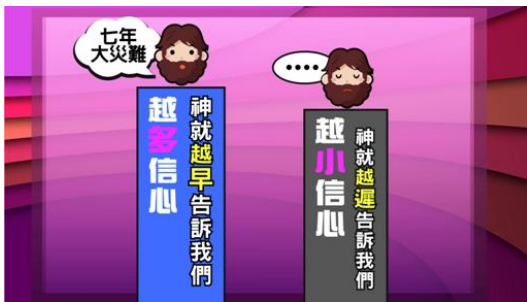 七年
大災難
越多信心
神就越早告訴我們
····
越小信心
神就越遲告訴我們